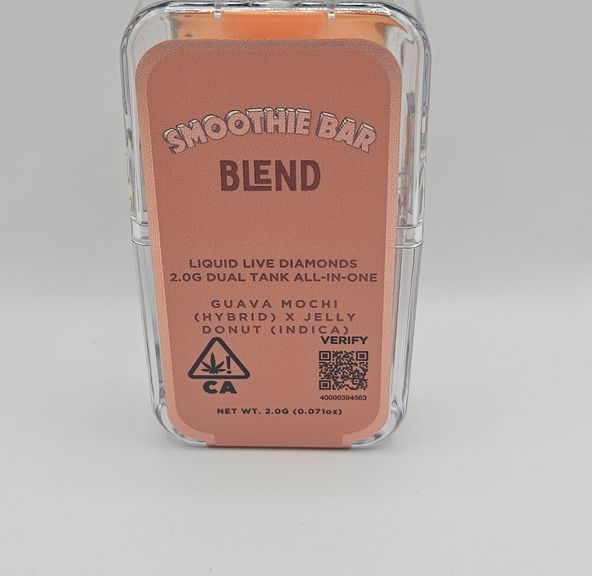 SMOOTHIE BAR
BLEND
LIQUID LIVE DIAMONDS
2.0G DUAL TANK ALL-IN-ONE
GUAVA MOCHI
(HYBRID) X JELLY
DONUT (INDICA)
VERIFY
CA
40000394563
NET WT. 2.0G (0.071oz)